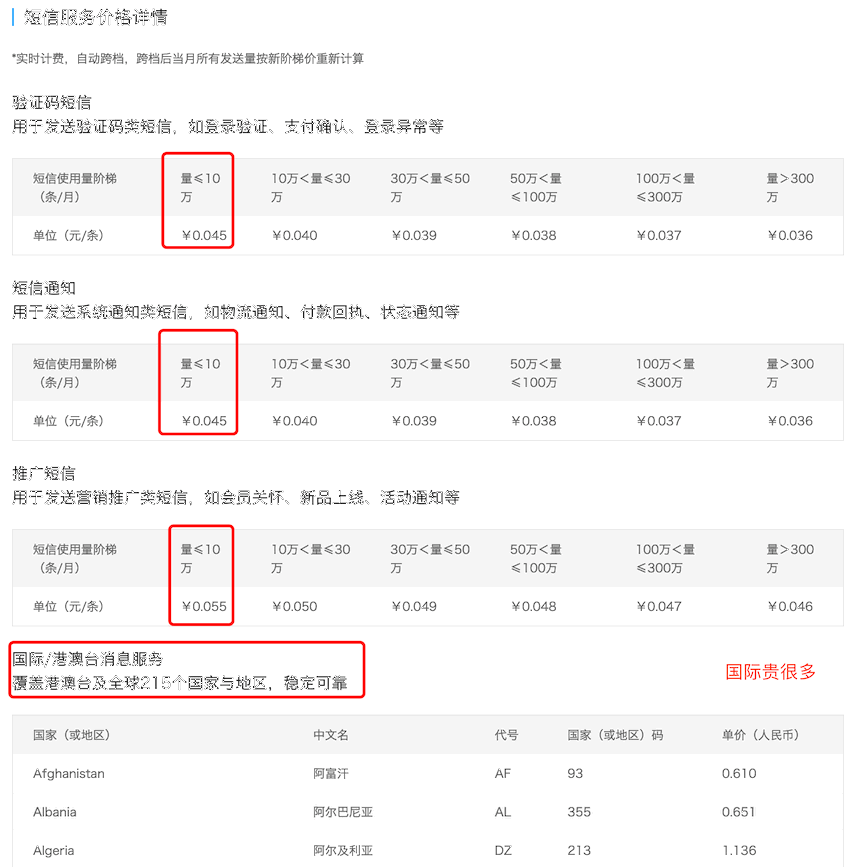 短信服务价格详情
*实时计费，自动跨档，跨档后当月所有发送量按新阶梯价重新计算
验证码短信
用于发送验证码类短信，如登录验证、支付确认、登录异常等
短信使用量阶梯（条/月） 量≤10万 10万＜量≤30万 30万＜量≤50万 50万＜量≤100万 100万＜量≤300万 量＞300万
单位（元/条） ￥0.045 ￥0.040 ￥0.039 ￥0.038 ￥0.037 ￥0.036
短信通知
用于发送系统通知类短信，如物流通知、付款回执、状态通知等
短信使用量阶梯（条/月） 量≤10万 10万＜量≤30万 30万＜量≤50万 50万＜量≤100万 100万＜量≤300万 量＞300万
单位（元/条） ￥0.045 ￥0.040 ￥0.039 ￥0.038 ￥0.037 ￥0.036
推广短信
用于发送营销推广类短信，如会员关怀、新品上线、活动通知等
短信使用量阶梯（条/月） 量≤10万 10万＜量≤30万 30万＜量≤50万 50万＜量≤100万 100万＜量≤300万 量＞300万
单位（元/条） ￥0.055 ￥0.050 ￥0.049 ￥0.048 ￥0.047 ￥0.046
国际/港澳台消息服务
覆盖港澳台及全球215个国家与地区，稳定可靠
国际贵很多
国家（或地区） 中文名 代号 国家（或地区）码 单价（人民币）
Afghanistan 阿富汗 AF 93 0.610
Albania 阿尔巴尼亚 AL 355 0.651
Algeria 阿尔及利亚 DZ 213 1.136